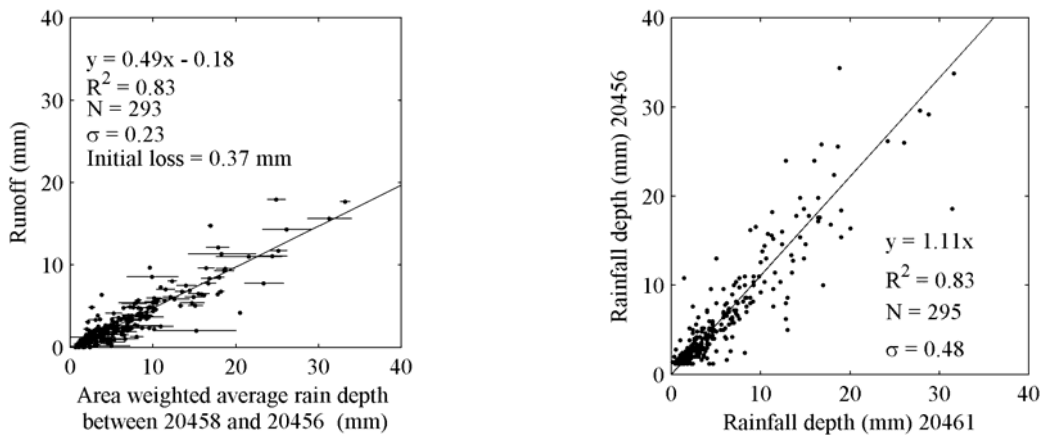 40
30
20
10
0
Runoff (mm)
y = 0.49x - 0.18
R² = 0.83
N = 293
σ = 0.23
Initial loss = 0.37 mm
0 10 20 30 40
Area weighted average rain depth
between 20458 and 20456 (mm)
40
30
20
10
0
Rainfall depth (mm) 20456
y = 1.11x
R² = 0.83
N = 295
σ = 0.48
0 10 20 30 40
Rainfall depth (mm) 20461